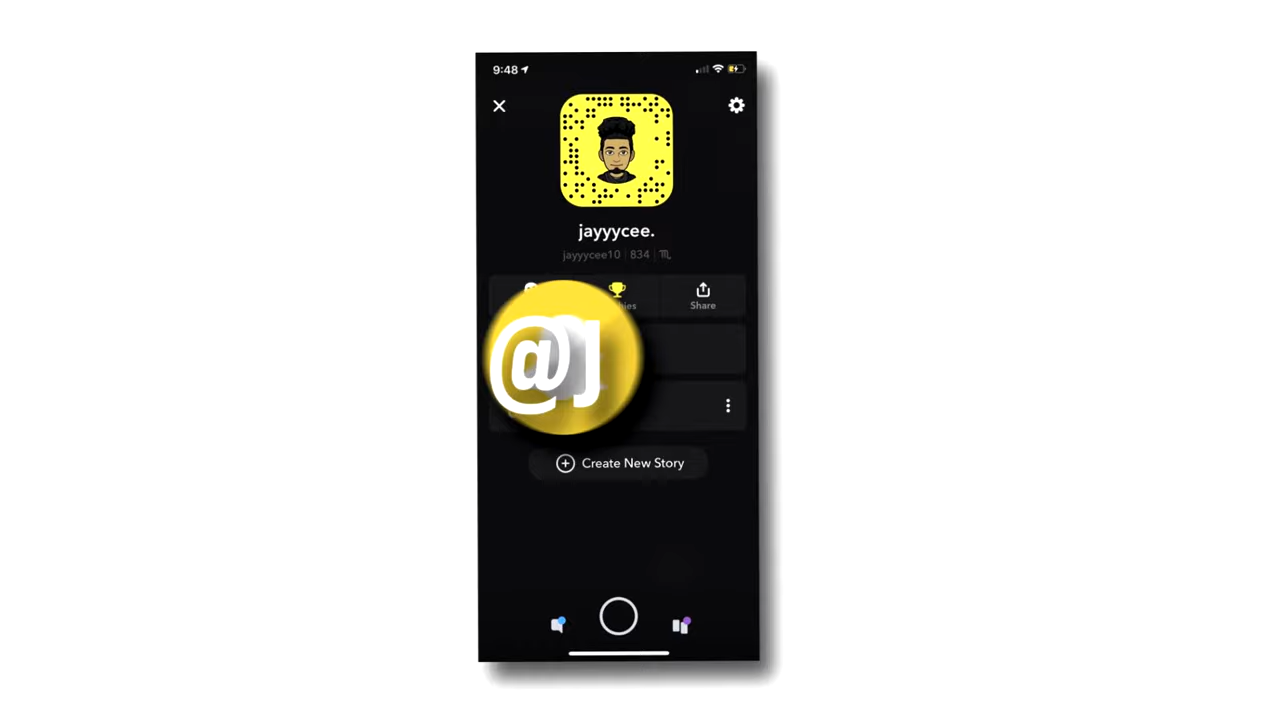 9:48
jayyycee.
jayyycee10 | 834 | ♏
Share
@J
Create New Story